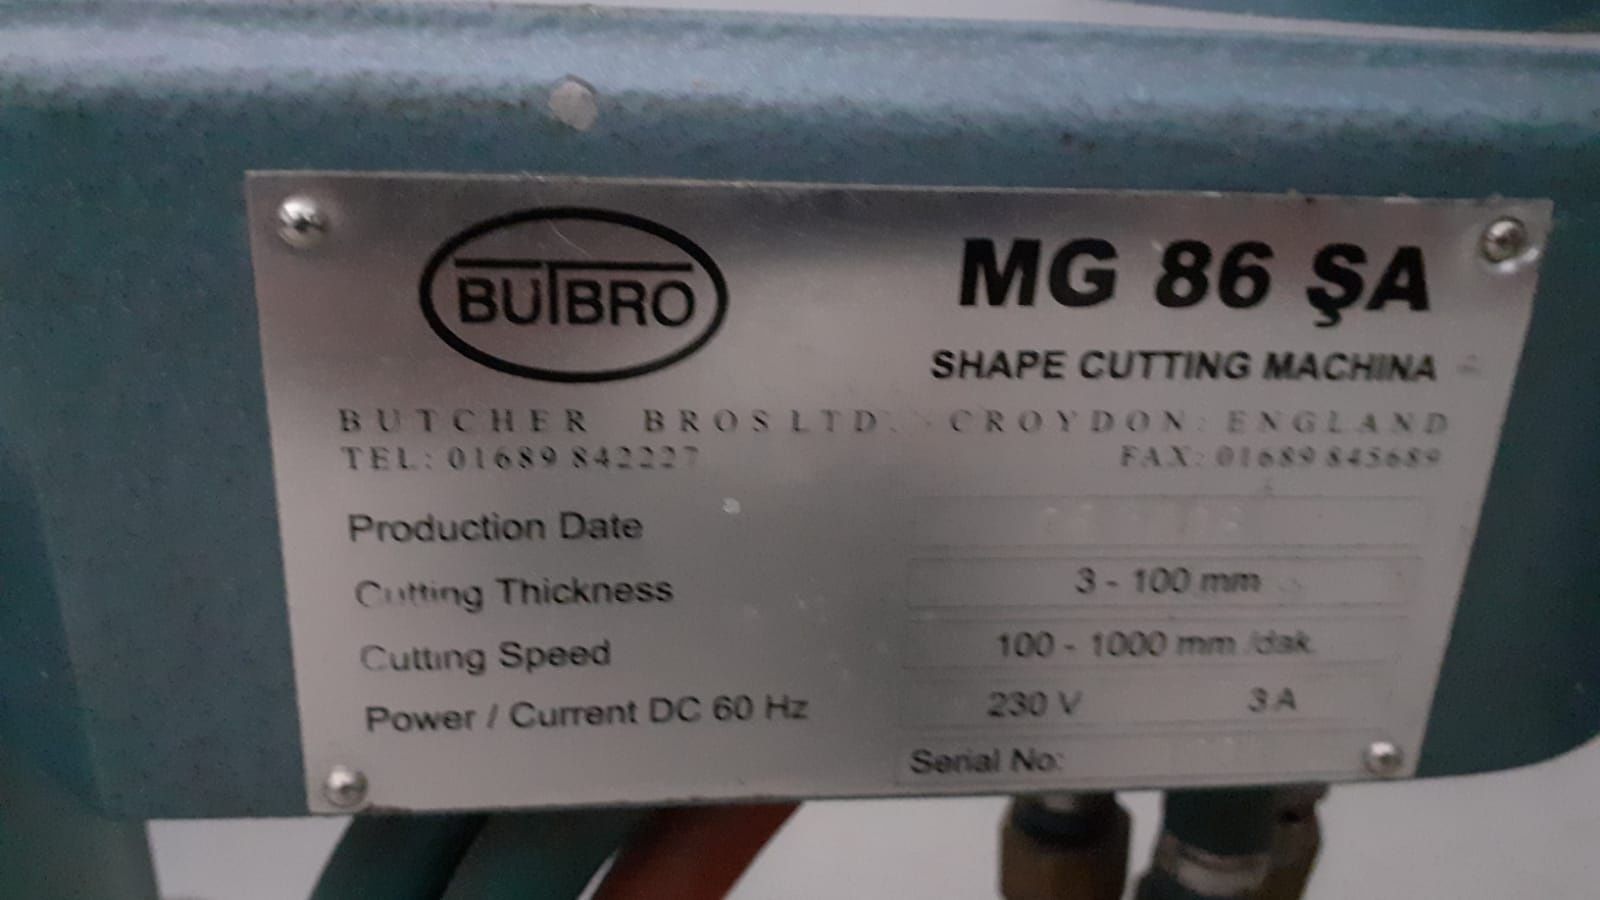 BUTBRO
MG 86 ŞA
SHAPE CUTTING MACHINA
BUTCHER BROS LTD. - CROYDON: ENGLAND
TEL: 01689 842227 FAX: 01689 845689
Production Date
Cutting Thickness 3 - 100 mm
Cutting Speed 100 - 1000 mm /dak.
Power / Current DC 60 Hz 230 V 3 A
Serial No: